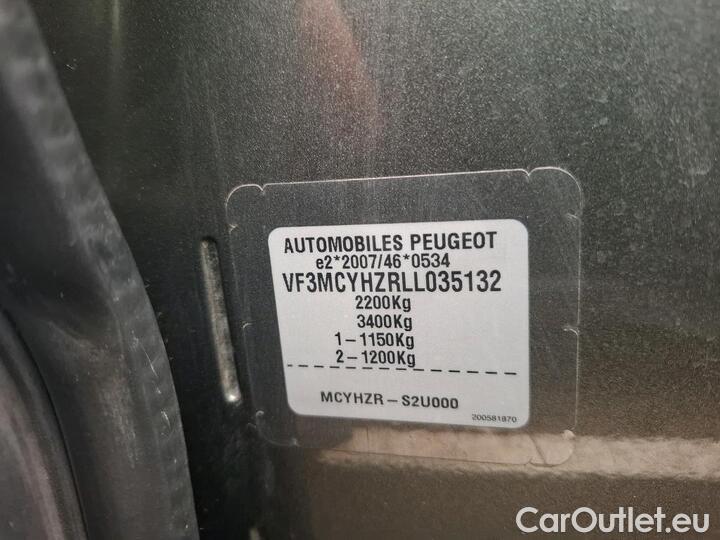 AUTOMOBILES PEUGEOT
e2*2007/46*0534
VF3MCYHZRLL035132
2200Kg
3400Kg
1-1150Kg
2-1200Kg
MCYHZR-S2U000
200581870
CarOutlet.eu